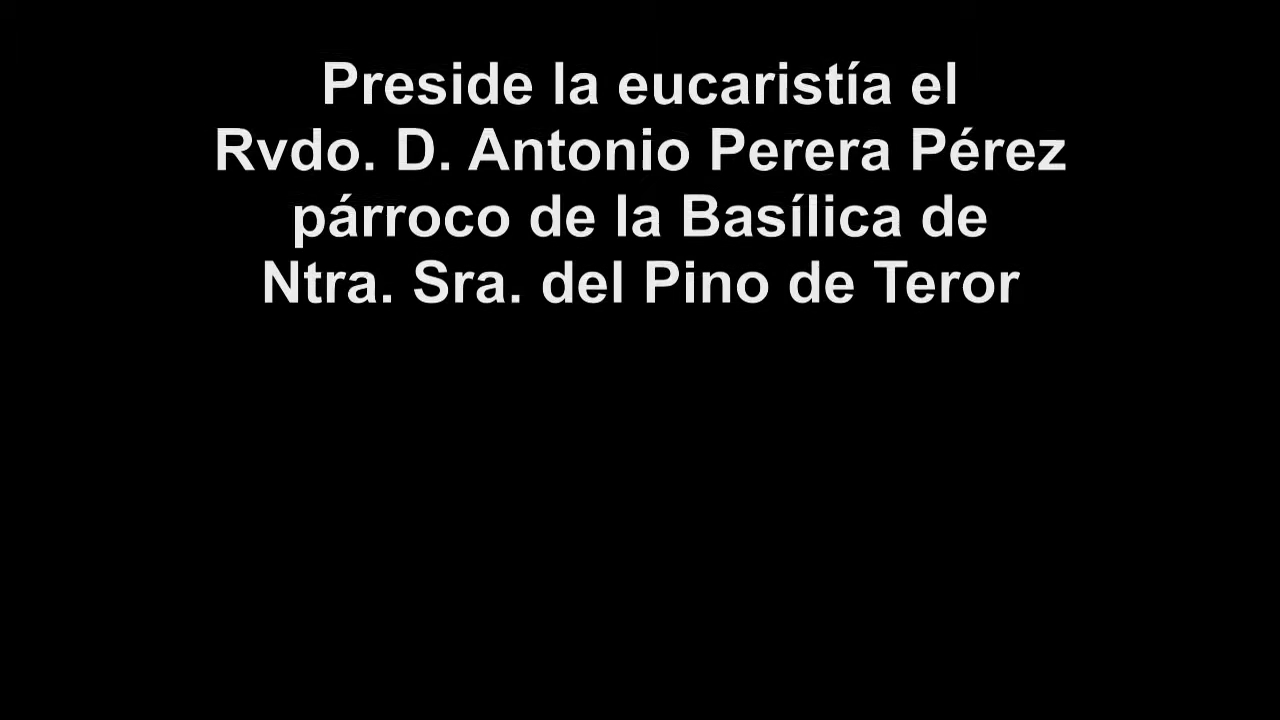 Preside la eucaristía el
Rvdo. D. Antonio Perera Pérez
párroco de la Basílica de
Ntra. Sra. del Pino de Teror